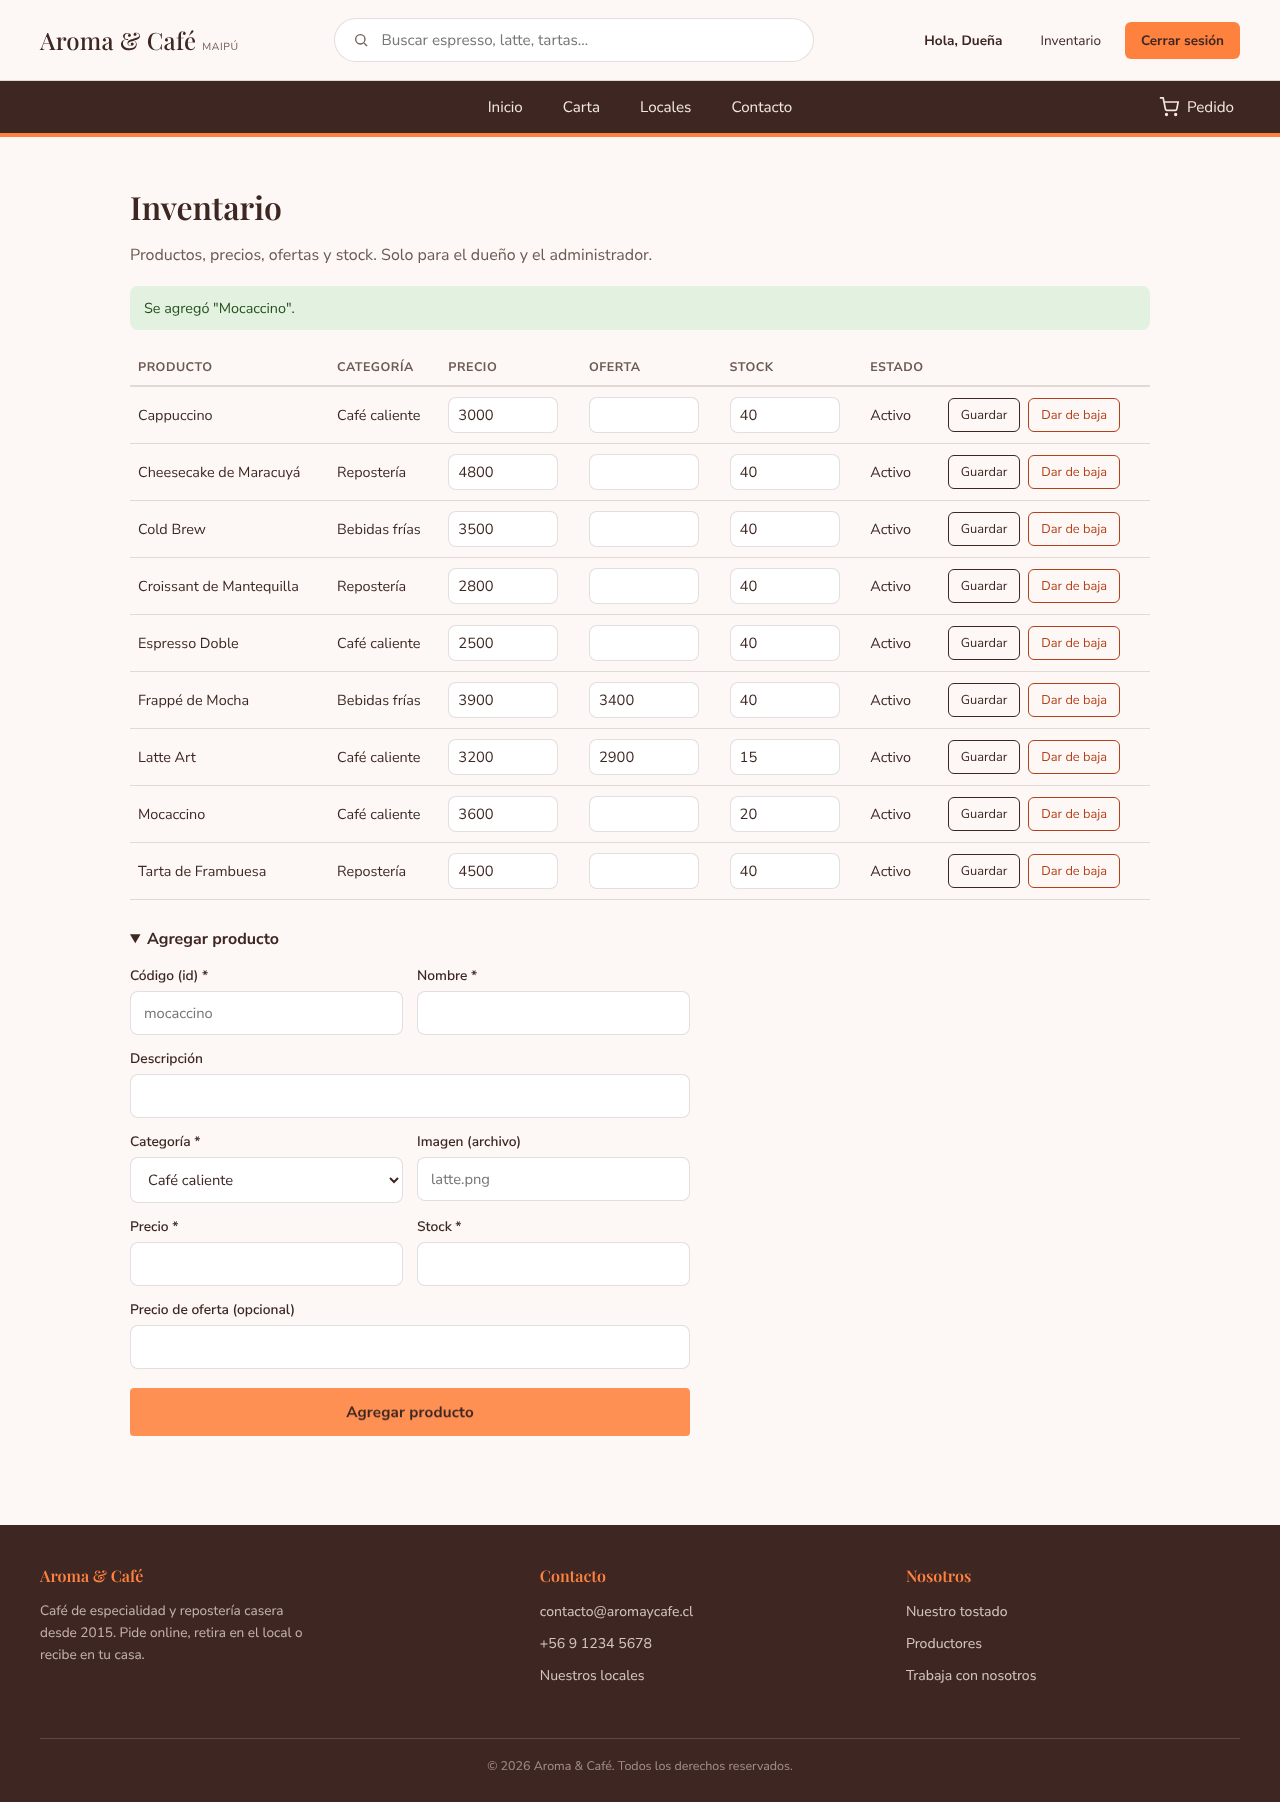 Aroma & Café MAIPÚ
Buscar espresso, latte, tartas...
Hola, Dueña
Inventario
Cerrar sesión
Inicio
Carta
Locales
Contacto
Pedido
Inventario
Productos, precios, ofertas y stock. Solo para el dueño y el administrador.
Se agregó "Mocaccino".
PRODUCTO CATEGORÍA PRECIO OFERTA STOCK ESTADO
Cappuccino Café caliente 3000 40 Activo Guardar Dar de baja
Cheesecake de Maracuyá Repostería 4800 40 Activo Guardar Dar de baja
Cold Brew Bebidas frías 3500 40 Activo Guardar Dar de baja
Croissant de Mantequilla Repostería 2800 40 Activo Guardar Dar de baja
Espresso Doble Café caliente 2500 40 Activo Guardar Dar de baja
Frappé de Mocha Bebidas frías 3900 3400 40 Activo Guardar Dar de baja
Latte Art Café caliente 3200 2900 15 Activo Guardar Dar de baja
Mocaccino Café caliente 3600 20 Activo Guardar Dar de baja
Tarta de Frambuesa Repostería 4500 40 Activo Guardar Dar de baja
▼ Agregar producto
Código (id) * Nombre *
mocaccino
Descripción
Categoría * Imagen (archivo)
Café caliente latte.png
Precio * Stock *
Precio de oferta (opcional)
Agregar producto
Aroma & Café
Café de especialidad y repostería casera
desde 2015. Pide online, retira en el local o
recibe en tu casa.
Contacto
contacto@aromaycafe.cl
+56 9 1234 5678
Nuestros locales
Nosotros
Nuestro tostado
Productores
Trabaja con nosotros
© 2026 Aroma & Café. Todos los derechos reservados.